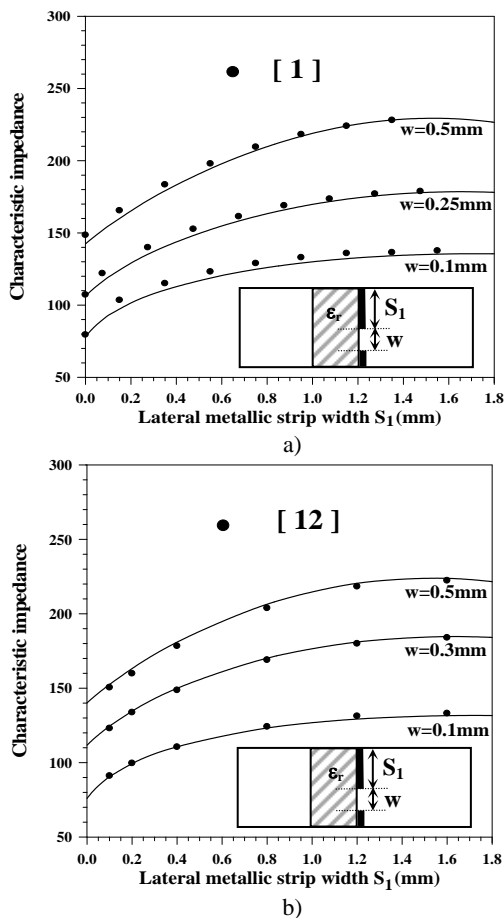 300
[ 1 ]
250
w=0.5mm
200
w=0.25mm
150
w=0.1mm
100
εr
S1
w
50
Characteristic impedance
0.0 0.2 0.4 0.6 0.8 1.0 1.2 1.4 1.6 1.8
Lateral metallic strip width S1(mm)
a)
300
[ 12 ]
250
w=0.5mm
200
w=0.3mm
150
w=0.1mm
100
εr
S1
w
50
Characteristic impedance
0.0 0.2 0.4 0.6 0.8 1.0 1.2 1.4 1.6 1.8
Lateral metallic strip width S1(mm)
b)